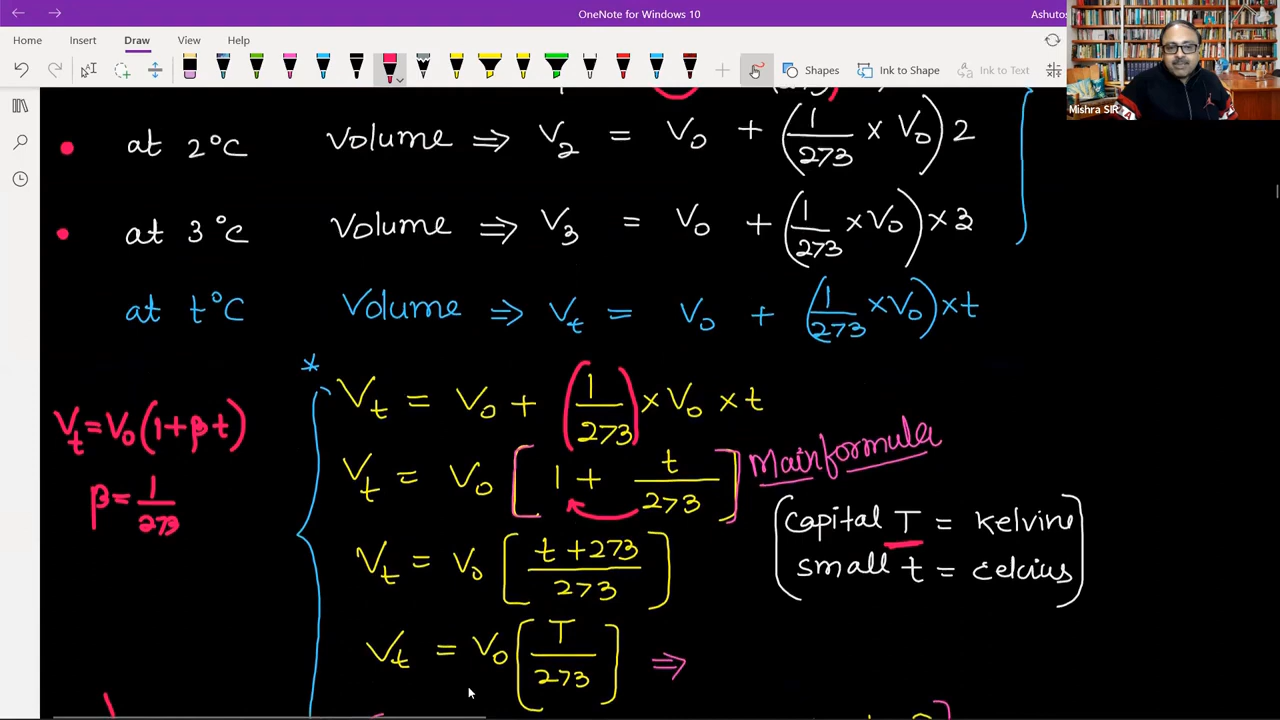 OneNote for Windows 10
Ashutos
Home Insert Draw View Help
Shapes Ink to Shape Ink to Text
Mishra SIR
• at 2°C Volume ⇒ V₂ = V₀ + (1/273 × V₀) 2
• at 3°C Volume ⇒ V₃ = V₀ + (1/273 × V₀) × 3
at t°C Volume ⇒ Vt = V₀ + (1/273 × V₀) × t
* Vt = V₀ + (1/273) × V₀ × t
Vt = V₀ (1 + βt)
β = 1/273
Vt = V₀ [1 + t/273] Mainformula
Vt = V₀ [t + 273/273]
(capital T = kelvine
small t = celcius)
Vt = V₀ [T/273] ⇒